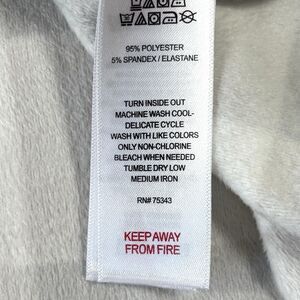 95% POLYESTER
5% SPANDEX / ELASTANE
TURN INSIDE OUT
MACHINE WASH COOL-
DELICATE CYCLE
WASH WITH LIKE COLORS
ONLY NON-CHLORINE
BLEACH WHEN NEEDED
TUMBLE DRY LOW
MEDIUM IRON
RN# 75343
KEEP AWAY
FROM FIRE